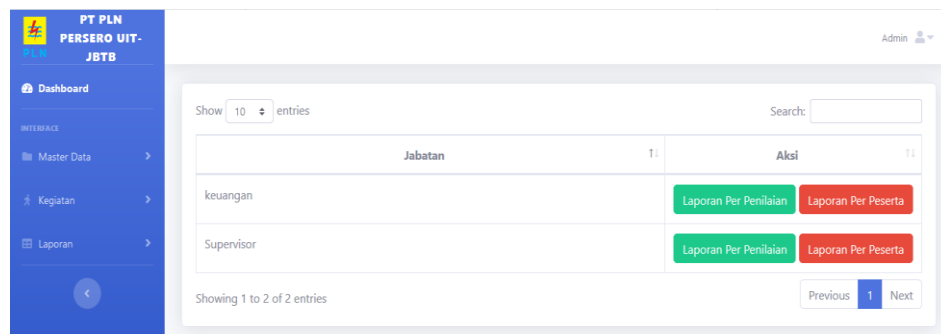 PT PLN
PERSERO UIT-
JBTB
PLN
Admin
Dashboard
INTERFACE
Master Data
Kegiatan
Laporan
Show 10 entries
Search:
Jabatan Aksi
keuangan Laporan Per Penilaian Laporan Per Peserta
Supervisor Laporan Per Penilaian Laporan Per Peserta
Showing 1 to 2 of 2 entries
Previous 1 Next